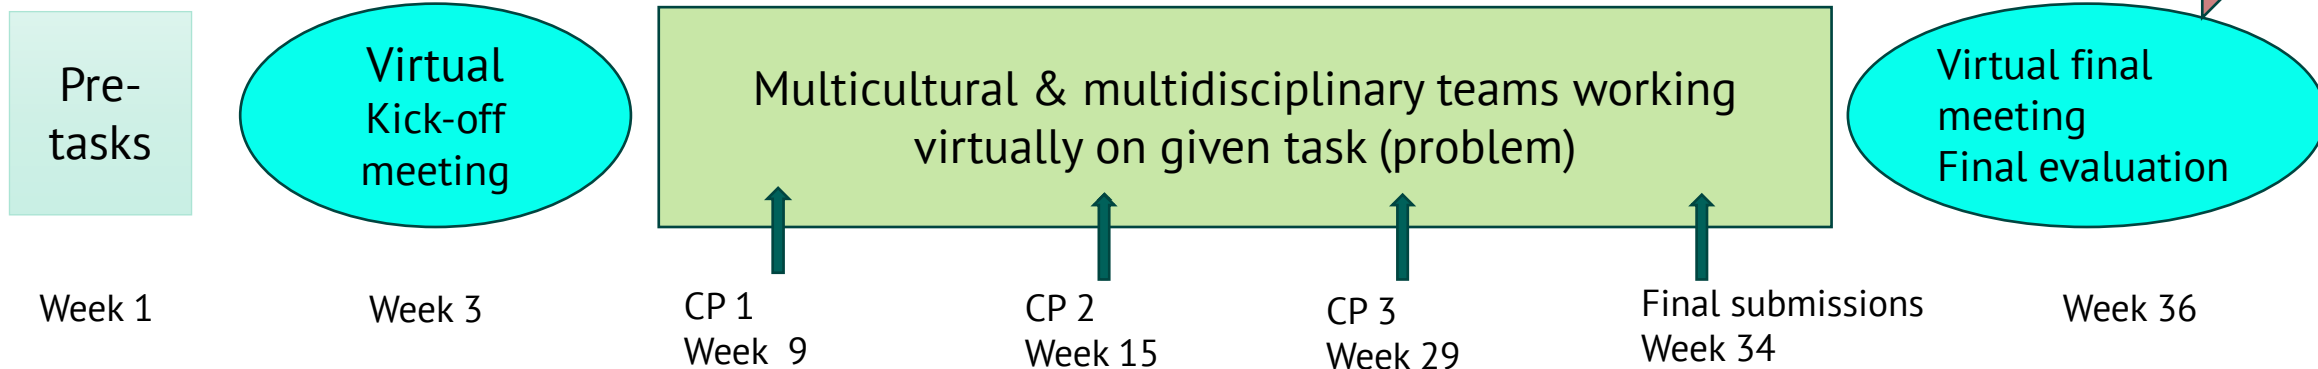 Pre-
tasks
Virtual
Kick-off
meeting
Multicultural & multidisciplinary teams working
virtually on given task (problem)
Virtual final
meeting
Final evaluation
Week 1
Week 3
CP 1
Week 9
CP 2
Week 15
CP 3
Week 29
Final submissions
Week 34
Week 36